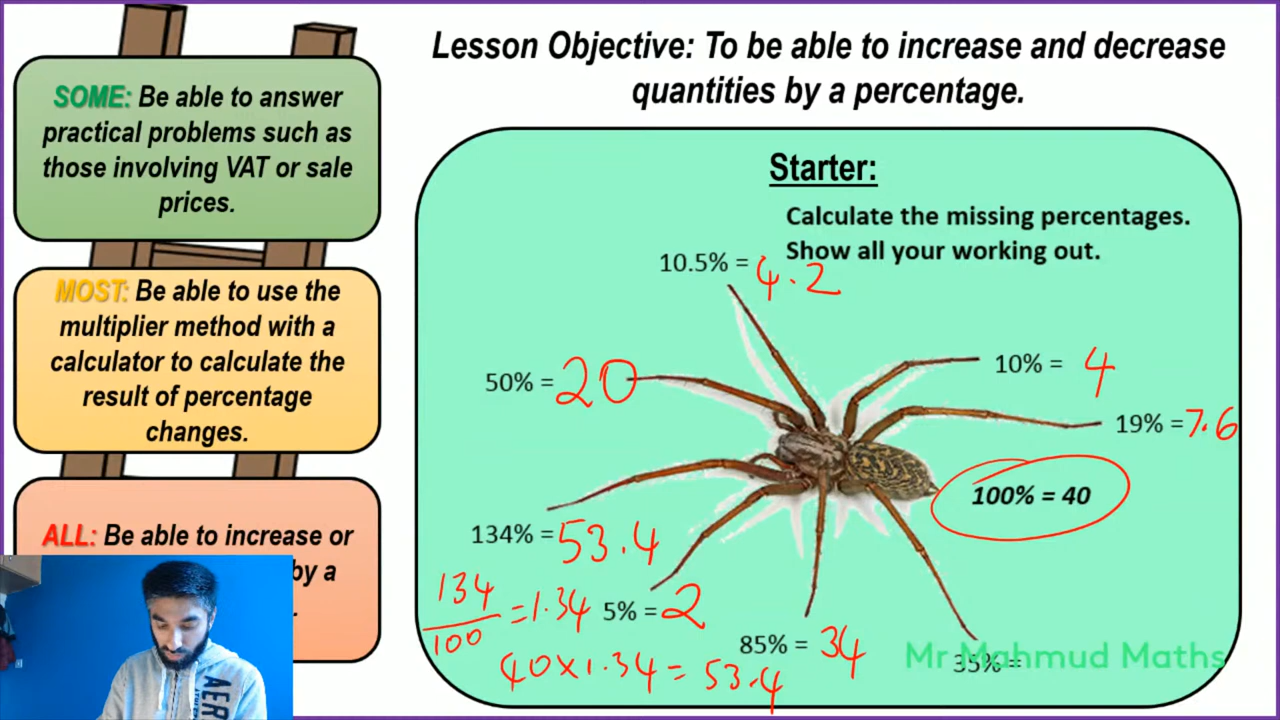 Lesson Objective: To be able to increase and decrease
quantities by a percentage.
SOME: Be able to answer
practical problems such as
those involving VAT or sale
prices.
MOST: Be able to use the
multiplier method with a
calculator to calculate the
result of percentage
changes.
ALL: Be able to increase or
by a
Starter:
Calculate the missing percentages.
Show all your working out.
10.5% = 4.2
50% = 20
10% = 4
19% = 7.6
100% = 40
134% = 53.4
134
100
= 1.34
5% = 2
85% = 34
35% =
40 x 1.34 = 53.4
Mr Mahmud Maths
AER